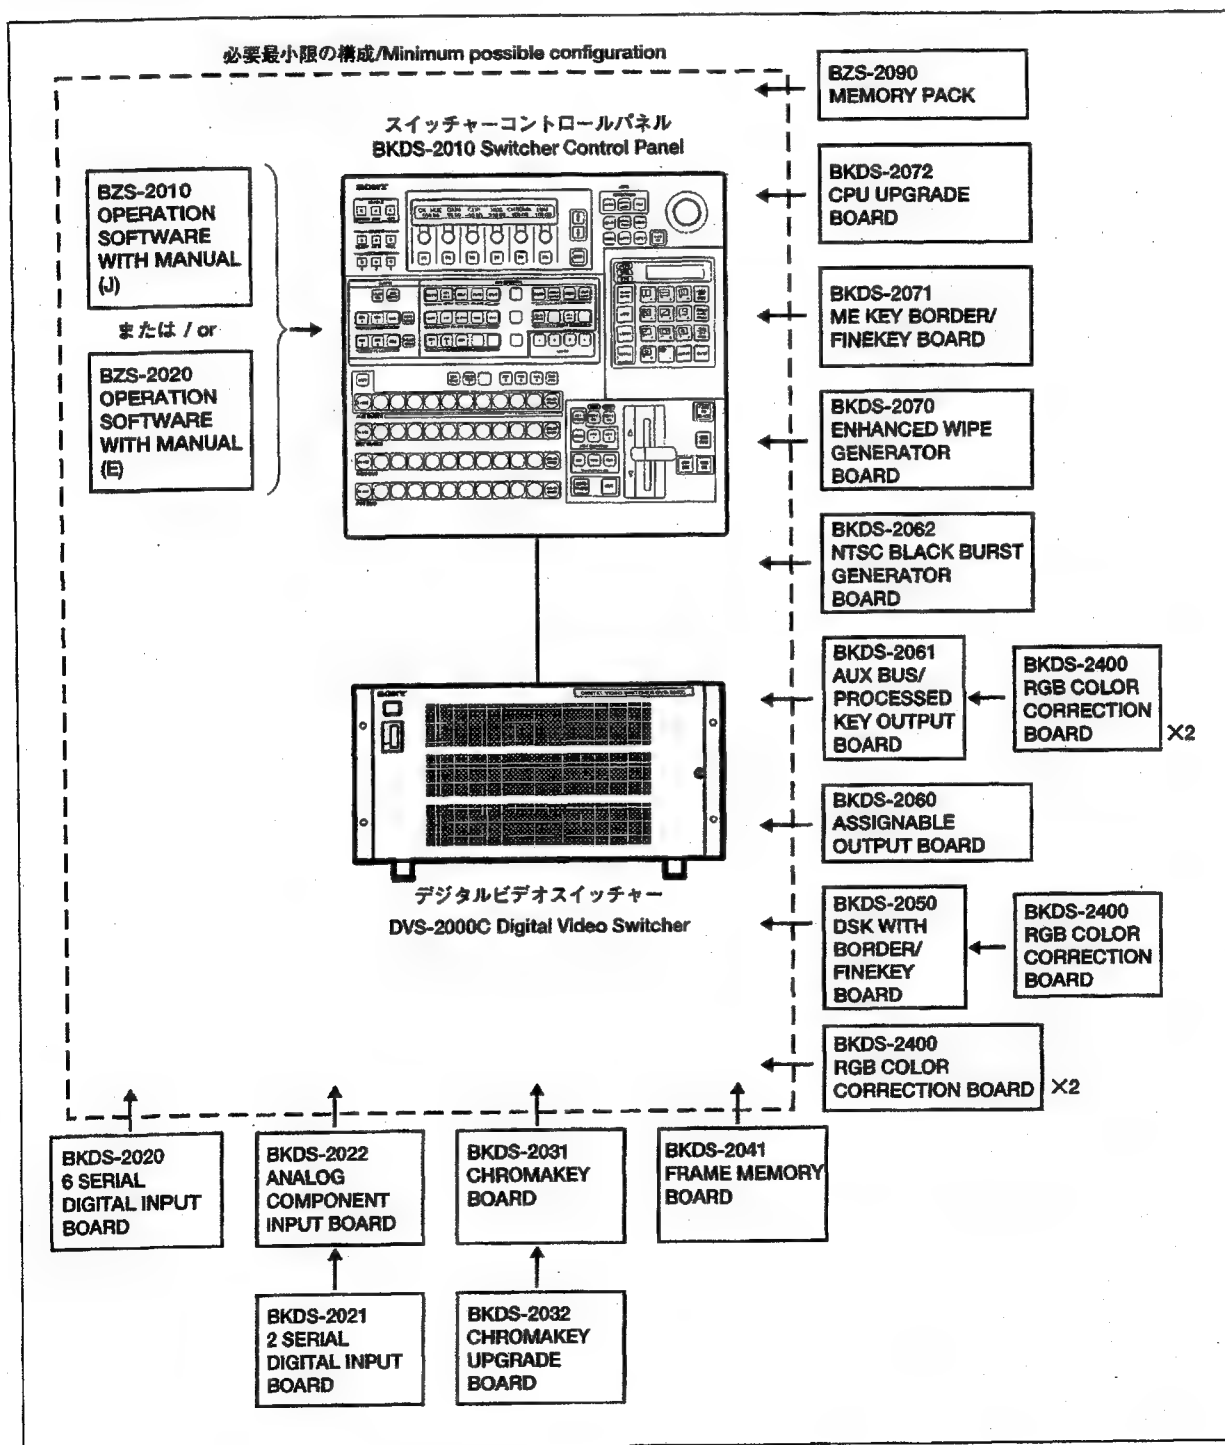 必要最小限の構成/Minimum possible configuration
スイッチャーコントロールパネル
BKDS-2010 Switcher Control Panel
SONY
BZS-2010
OPERATION
SOFTWARE
WITH MANUAL
(J)
または / or
BZS-2020
OPERATION
SOFTWARE
WITH MANUAL
(E)
SONY
デジタルビデオスイッチャー
DVS-2000C Digital Video Switcher
BZS-2090
MEMORY PACK
BKDS-2072
CPU UPGRADE
BOARD
BKDS-2071
ME KEY BORDER/
FINEKEY BOARD
BKDS-2070
ENHANCED WIPE
GENERATOR
BOARD
BKDS-2062
NTSC BLACK BURST
GENERATOR
BOARD
BKDS-2061
AUX BUS/
PROCESSED
KEY OUTPUT
BOARD
BKDS-2400
RGB COLOR
CORRECTION
BOARD
×2
BKDS-2060
ASSIGNABLE
OUTPUT BOARD
BKDS-2050
DSK WITH
BORDER/
FINEKEY
BOARD
BKDS-2400
RGB COLOR
CORRECTION
BOARD
BKDS-2400
RGB COLOR
CORRECTION BOARD
×2
BKDS-2020
6 SERIAL
DIGITAL INPUT
BOARD
BKDS-2022
ANALOG
COMPONENT
INPUT BOARD
BKDS-2031
CHROMAKEY
BOARD
BKDS-2041
FRAME MEMORY
BOARD
BKDS-2021
2 SERIAL
DIGITAL INPUT
BOARD
BKDS-2032
CHROMAKEY
UPGRADE
BOARD